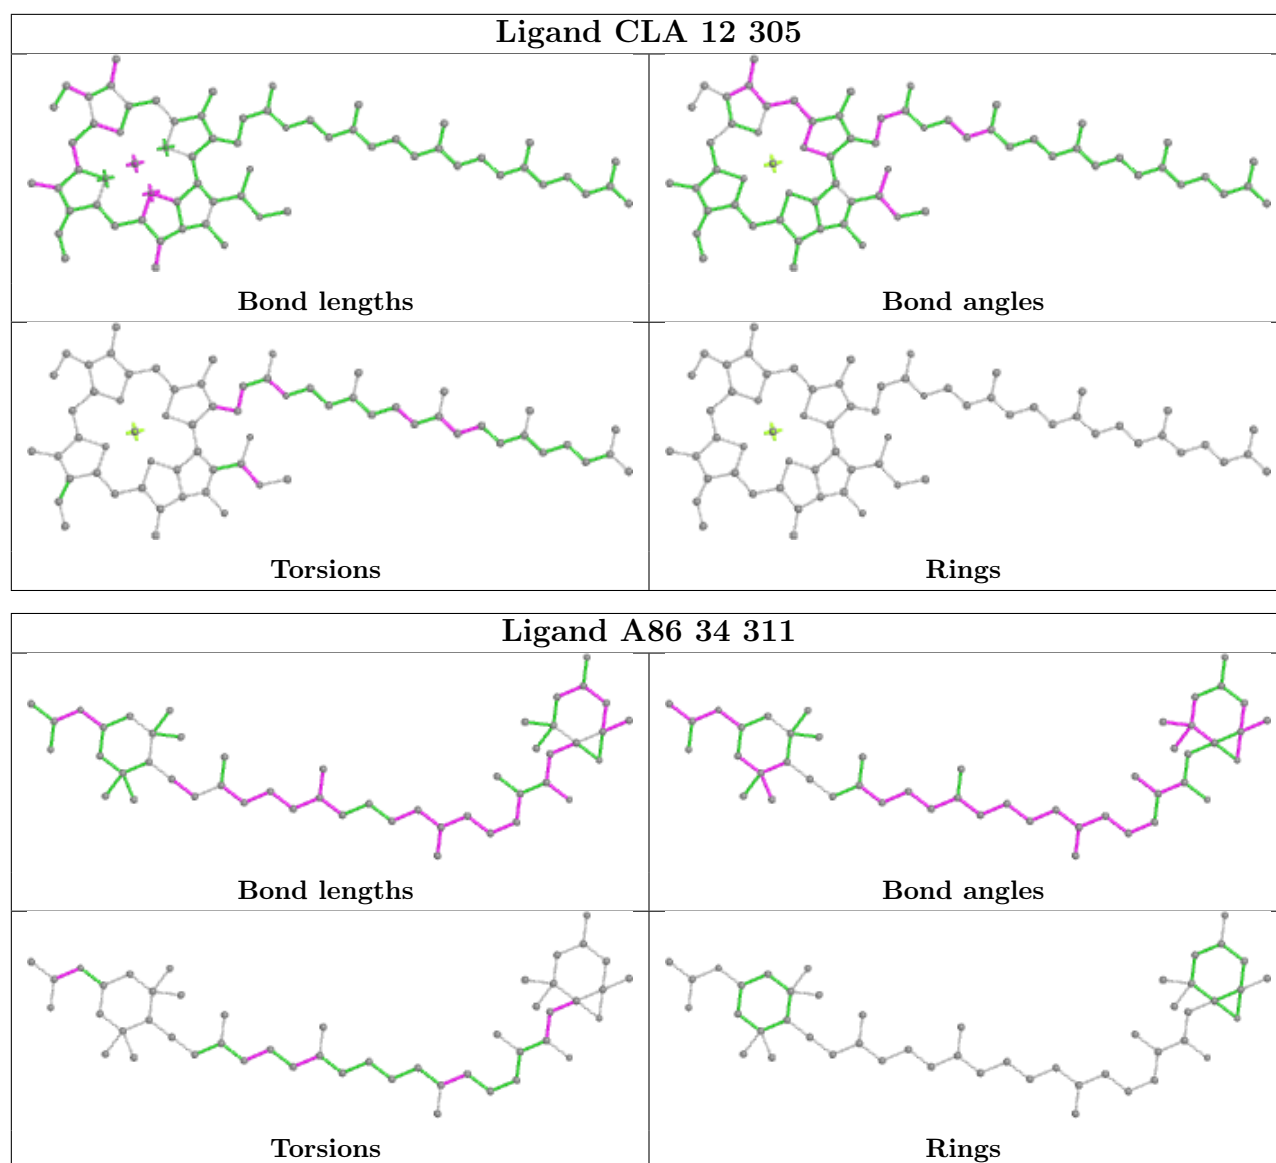 Ligand CLA 12 305
Bond lengths
Bond angles
Torsions
Rings
Ligand A86 34 311
Bond lengths
Bond angles
Torsions
Rings